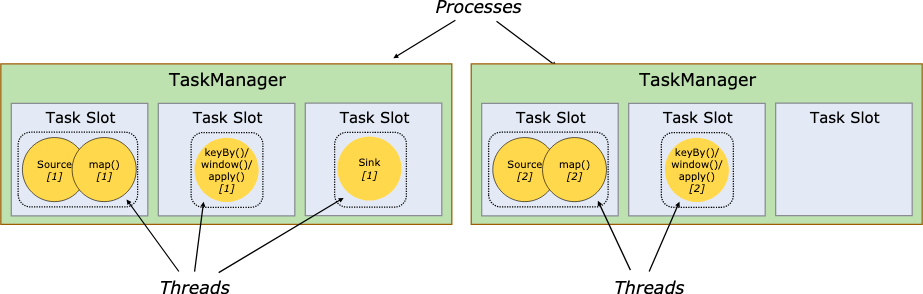 Processes
TaskManager
Task Slot
Source
[1]
map()
[1]
Task Slot
keyBy()/
window()/
apply()
[1]
Task Slot
Sink
[1]
Threads
TaskManager
Task Slot
Source
[2]
map()
[2]
Task Slot
keyBy()/
window()/
apply()
[2]
Task Slot
Threads